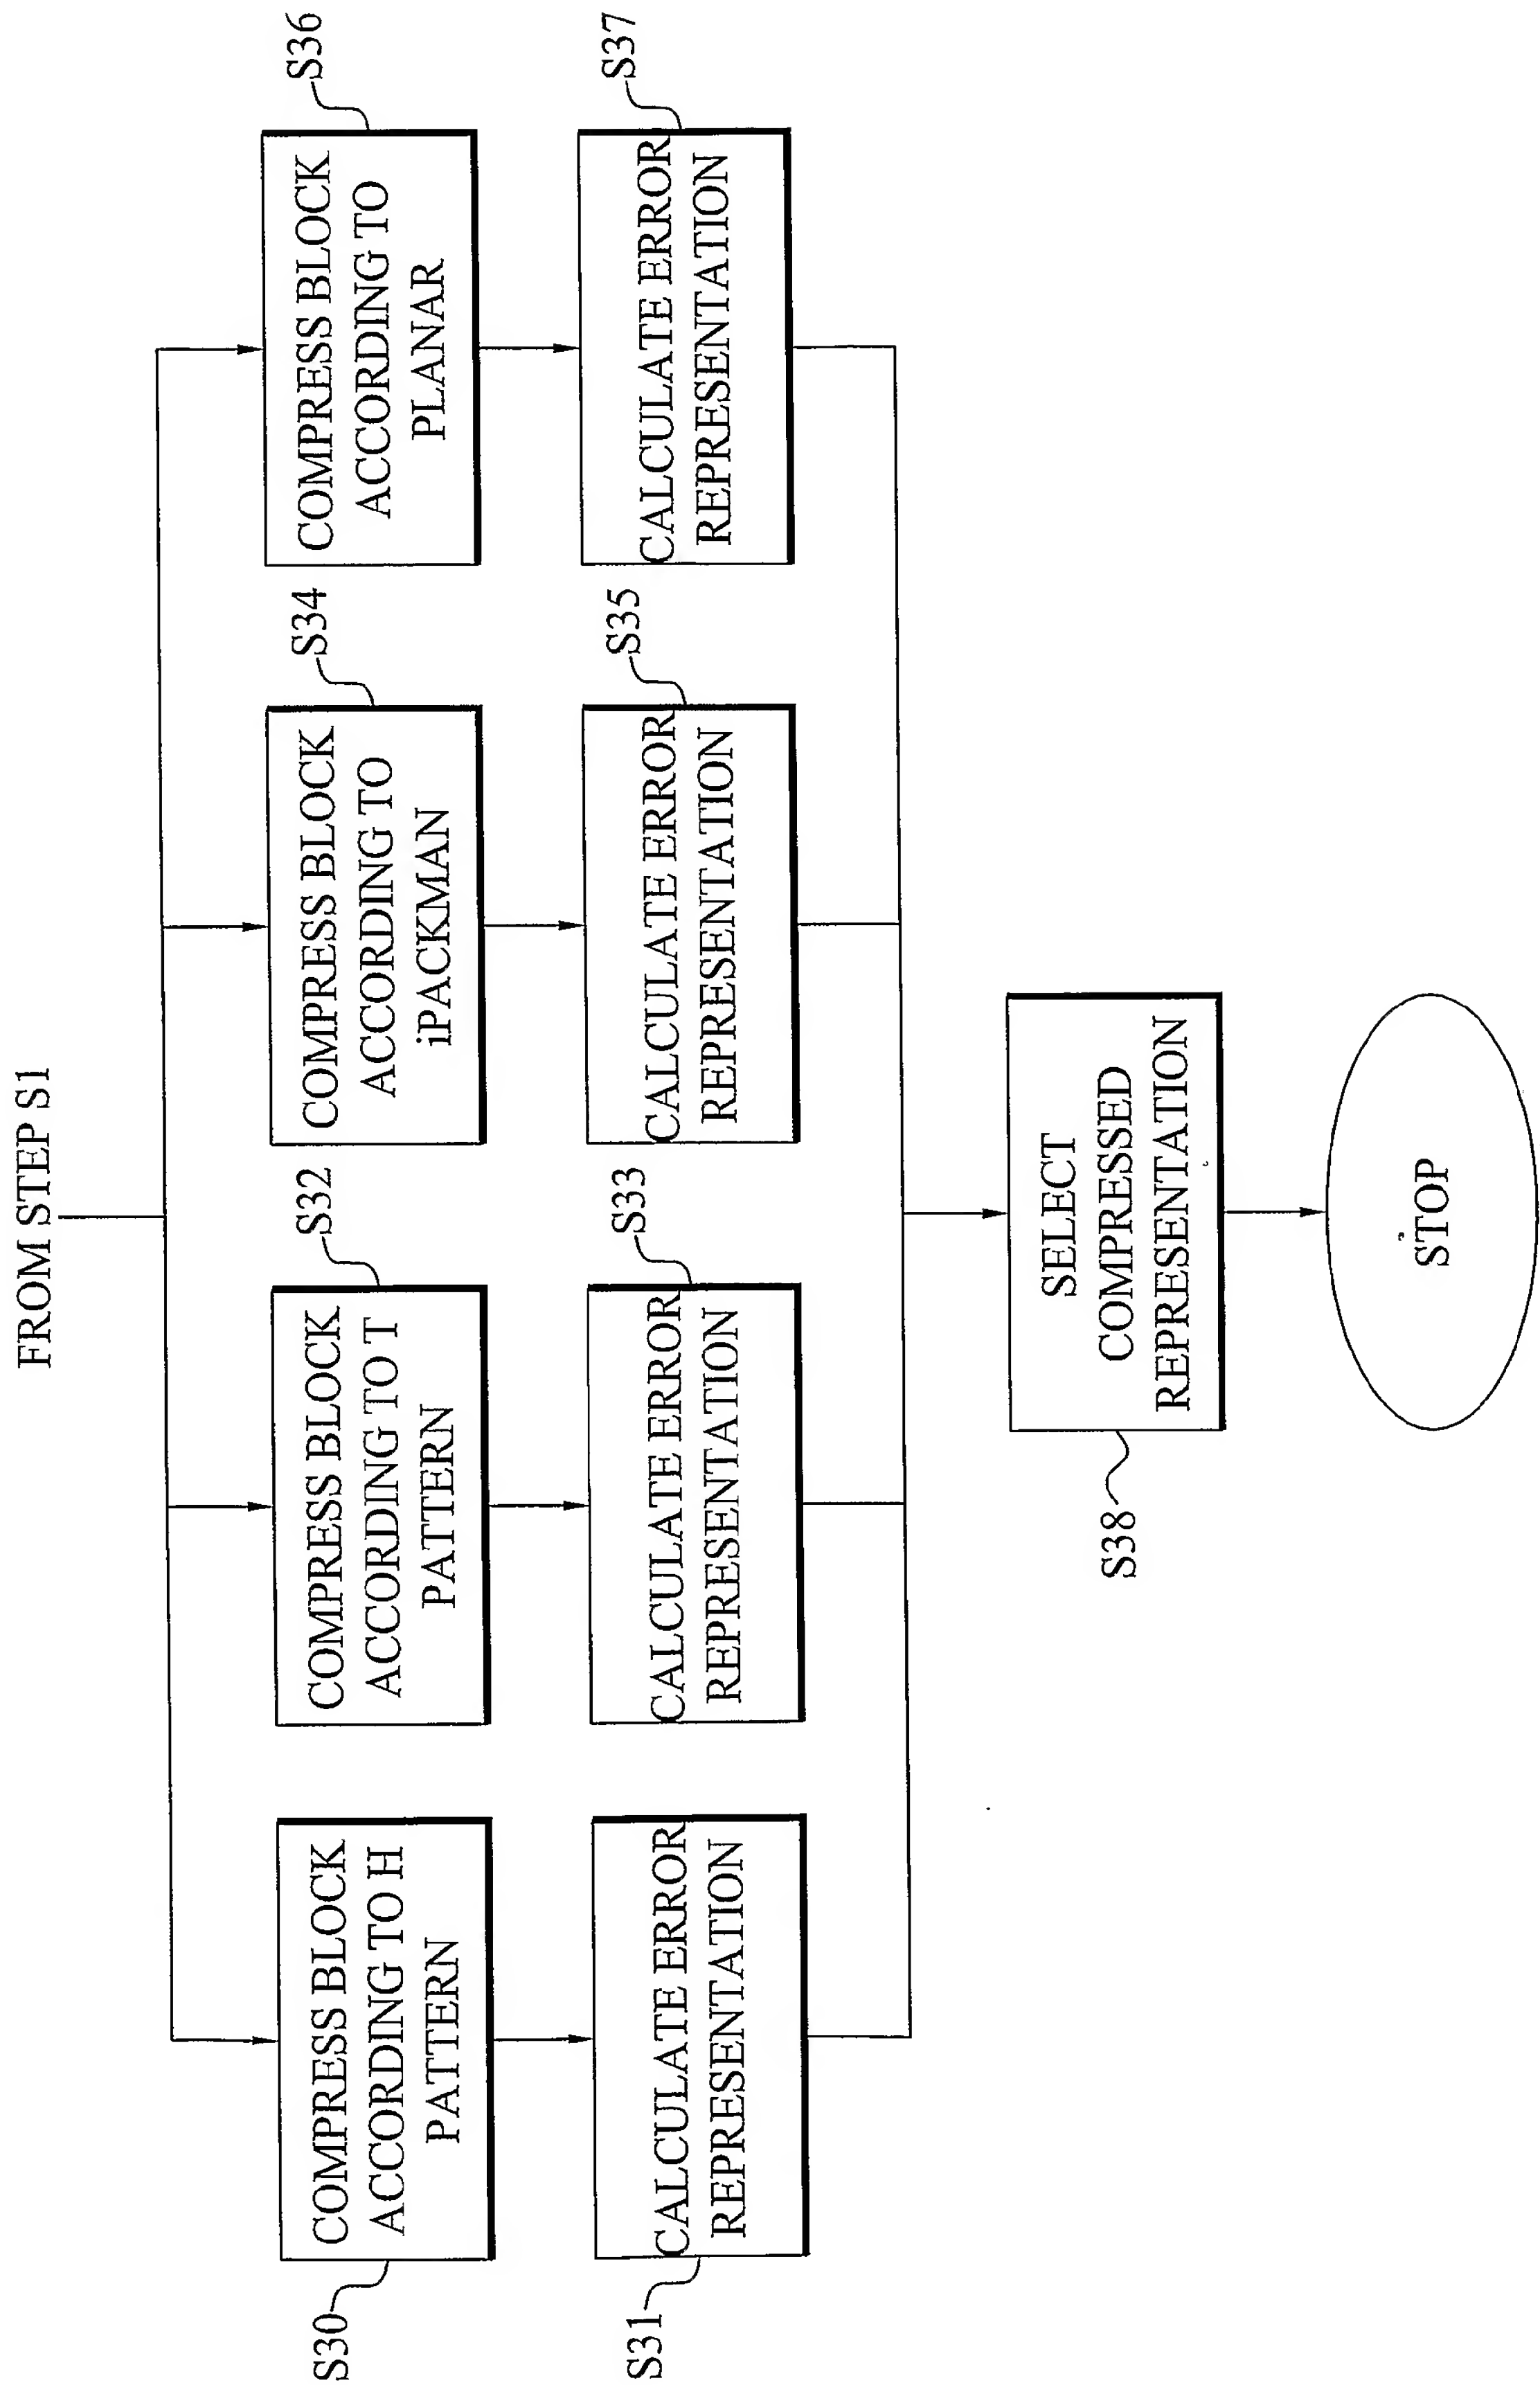 FROM STEP S1
S30
COMPRESS BLOCK
ACCORDING TO H
PATTERN
S32
COMPRESS BLOCK
ACCORDING TO T
PATTERN
S34
COMPRESS BLOCK
ACCORDING TO
iPACKMAN
S36
COMPRESS BLOCK
ACCORDING TO
PLANAR
S31
CALCULATE ERROR
REPRESENTATION
S33
CALCULATE ERROR
REPRESENTATION
S35
CALCULATE ERROR
REPRESENTATION
S37
CALCULATE ERROR
REPRESENTATION
S38
SELECT
COMPRESSED
REPRESENTATION
STOP